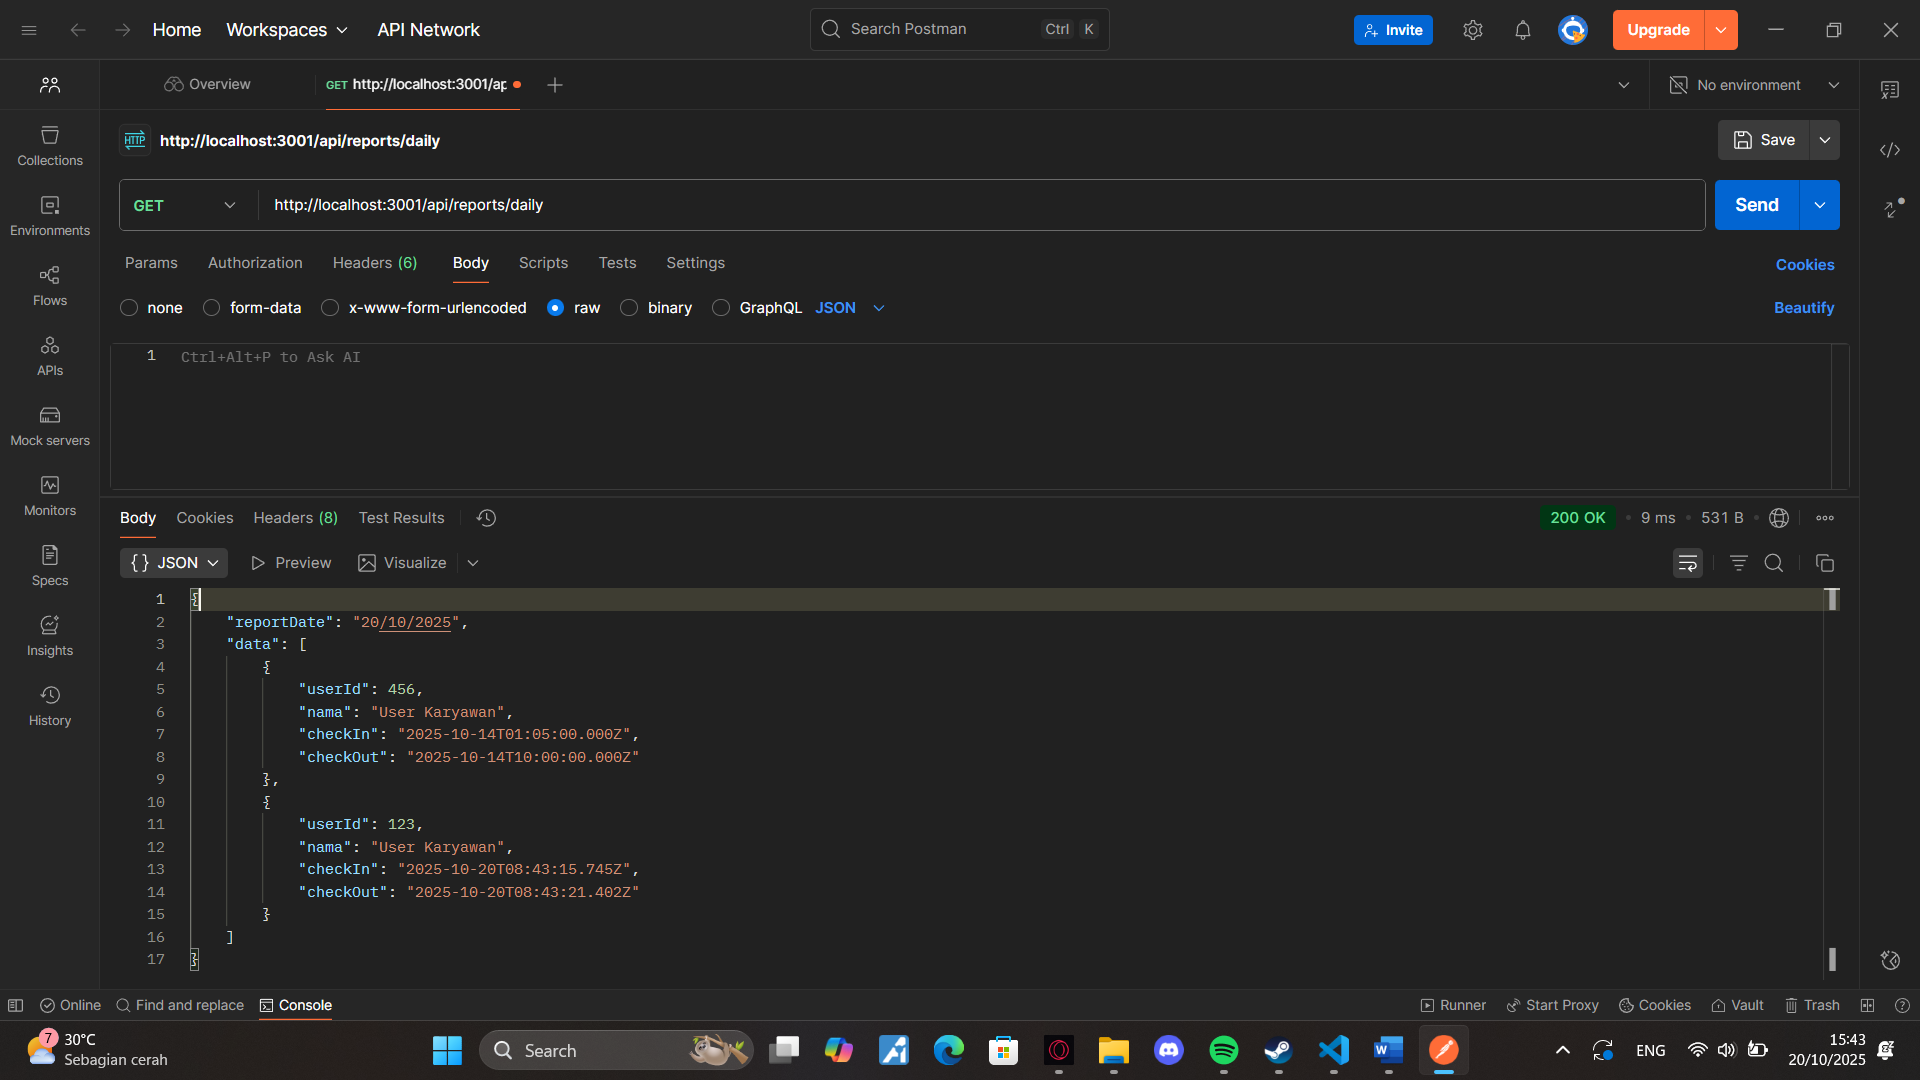 Home Workspaces API Network Search Postman Ctrl K Invite Upgrade
Overview GET http://localhost:3001/ap No environment
HTTP http://localhost:3001/api/reports/daily Save
GET http://localhost:3001/api/reports/daily Send
Params Authorization Headers (6) Body Scripts Tests Settings Cookies
none form-data x-www-form-urlencoded raw binary GraphQL JSON Beautify
1 Ctrl+Alt+P to Ask AI
Collections
Environments
Flows
APIs
Mock servers
Monitors
Specs
Insights
History
Body Cookies Headers (8) Test Results 200 OK • 9 ms • 531 B
{} JSON Preview Visualize
1 {
2 "reportDate": "20/10/2025",
3 "data": [
4 {
5 "userId": 456,
6 "nama": "User Karyawan",
7 "checkIn": "2025-10-14T01:05:00.000Z",
8 "checkOut": "2025-10-14T10:00:00.000Z"
9 },
10 {
11 "userId": 123,
12 "nama": "User Karyawan",
13 "checkIn": "2025-10-20T08:43:15.745Z",
14 "checkOut": "2025-10-20T08:43:21.402Z"
15 }
16 ]
17 }
Online Find and replace Console Runner Start Proxy Cookies Vault Trash
7 30°C
Sebagian cerah
Search
ENG
15:43
20/10/2025